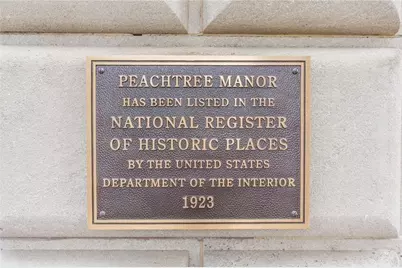 PEACHTREE MANOR
HAS BEEN LISTED IN THE
NATIONAL REGISTER
OF HISTORIC PLACES
BY THE UNITED STATES
DEPARTMENT OF THE INTERIOR
1923